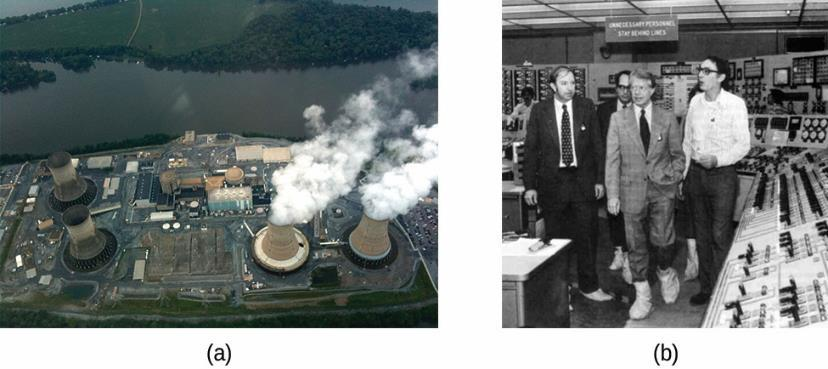 UNNECESSARY PERSONNEL
STAY BEHIND LINES
(a)
(b)